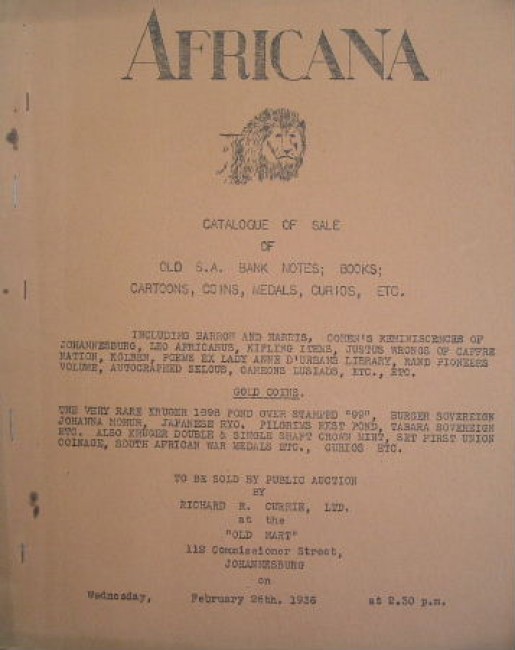 AFRICANA
CATALOGUE OF SALE
OF
OLD S.A. BANK NOTES; BOOKS;
CARTOONS, COINS, MEDALS, CURIOS, ETC.
INCLUDING BARROW AND HARRIS, COHEN'S REMINISCENCES OF
JOHANNESBURG, LEO AFRICANUS, KIPLING ITEMS, JUSTUS WRONGS OF CAFFRE
NATION, KOLBEN, POEMS EX LADY ANNE D'URBANS LIBRARY, RAND PIONEERS
VOLUME, AUTOGRAPHED SELOUS, CAMEONS LUSIADS, ETC., ETC.
GOLD COINS.
THE VERY RARE KRUGER 1898 POND OVER STAMPED "99", BURGER SOVEREIGN
JOHANNA MOHUR, JAPANESE RYO. PILGRIMS REST POND, TABARA SOVEREIGN
ETC. ALSO KRUGER DOUBLE & SINGLE SHAFT CROWN MINT, SET FIRST UNION
COINAGE, SOUTH AFRICAN WAR MEDALS ETC., CURIOS ETC.
TO BE SOLD BY PUBLIC AUCTION
BY
RICHARD R. CURRIE, LTD.
at the
"OLD MART"
112 Commissioner Street,
JOHANNESBURG
on
Wednesday, February 26th. 1936 at 2.30 p.m.